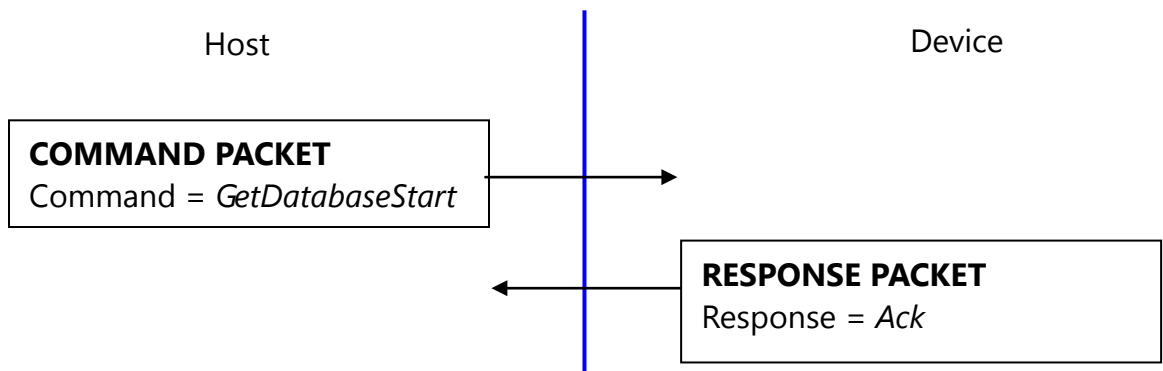 Host
Device
COMMAND PACKET
Command = GetDatabaseStart
RESPONSE PACKET
Response = Ack